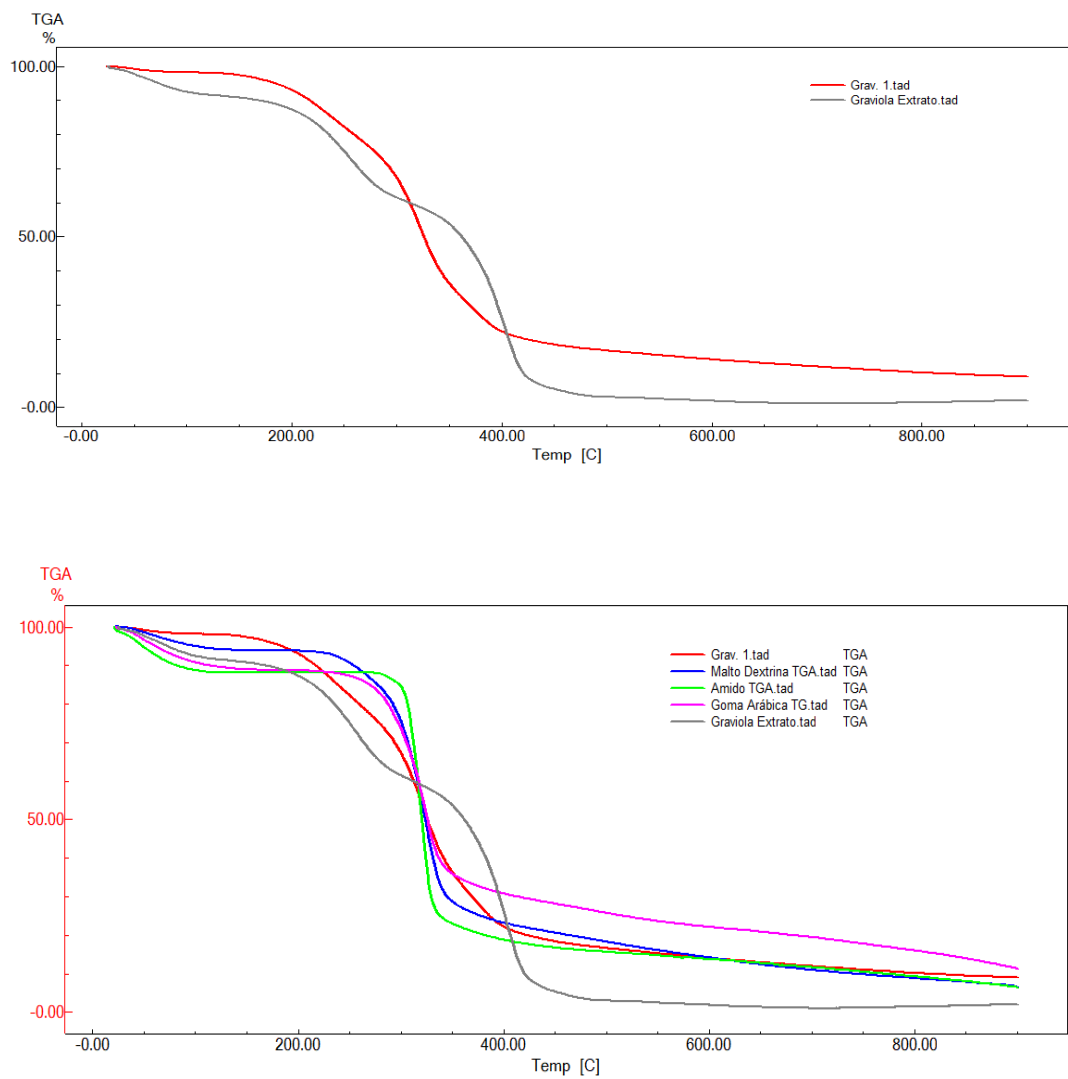 TGA
%
100.00
50.00
-0.00
Grav. 1.tad
Graviola Extrato.tad
-0.00 200.00 400.00 600.00 800.00
Temp [C]
TGA
%
100.00
50.00
-0.00
Grav. 1.tad TGA
Malto Dextrina TGA.tad TGA
Amido TGA.tad TGA
Goma Arábica TG.tad TGA
Graviola Extrato.tad TGA
-0.00 200.00 400.00 600.00 800.00
Temp [C]